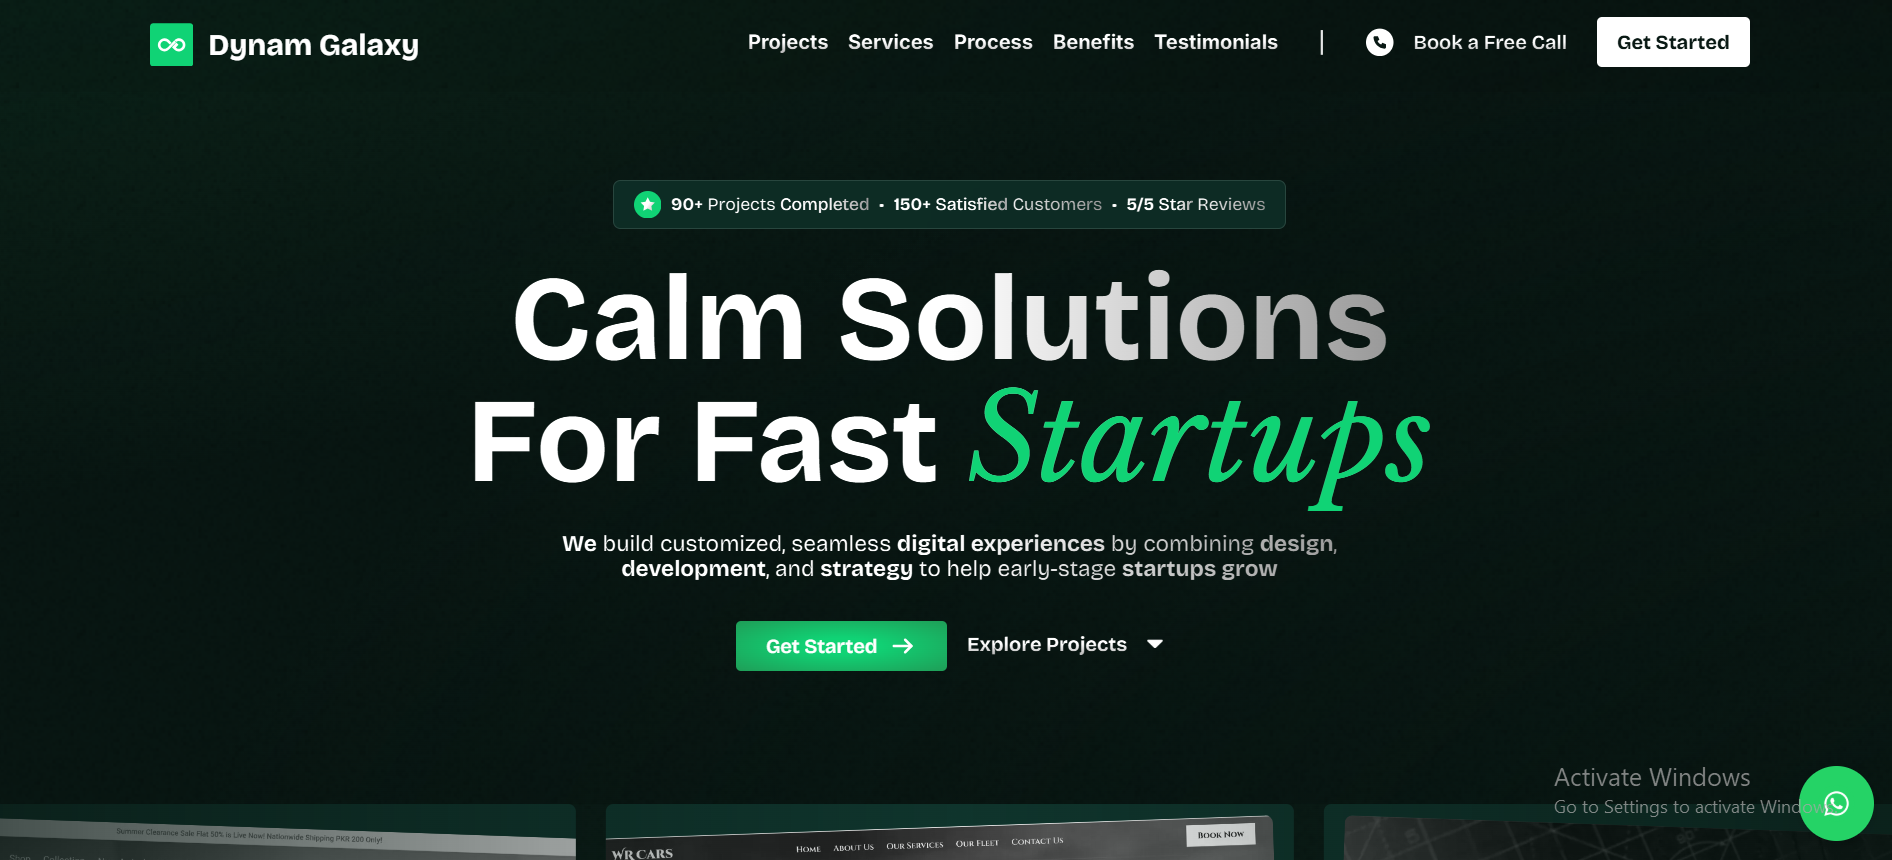 Dynam Galaxy
Projects Services Process Benefits Testimonials | Book a Free Call Get Started
90+ Projects Completed • 150+ Satisfied Customers • 5/5 Star Reviews
Calm Solutions
For Fast Startups
We build customized, seamless digital experiences by combining design,
development, and strategy to help early-stage startups grow
Get Started → Explore Projects
Activate Windows
Go to Settings to activate Windows
Summer Clearance Sale Flat 50% is Live Now! Nationwide Shipping PKR 200 Only!
Shop Collection
WR CARS
Home About Us Our Services Our Fleet Contact Us
Book Now